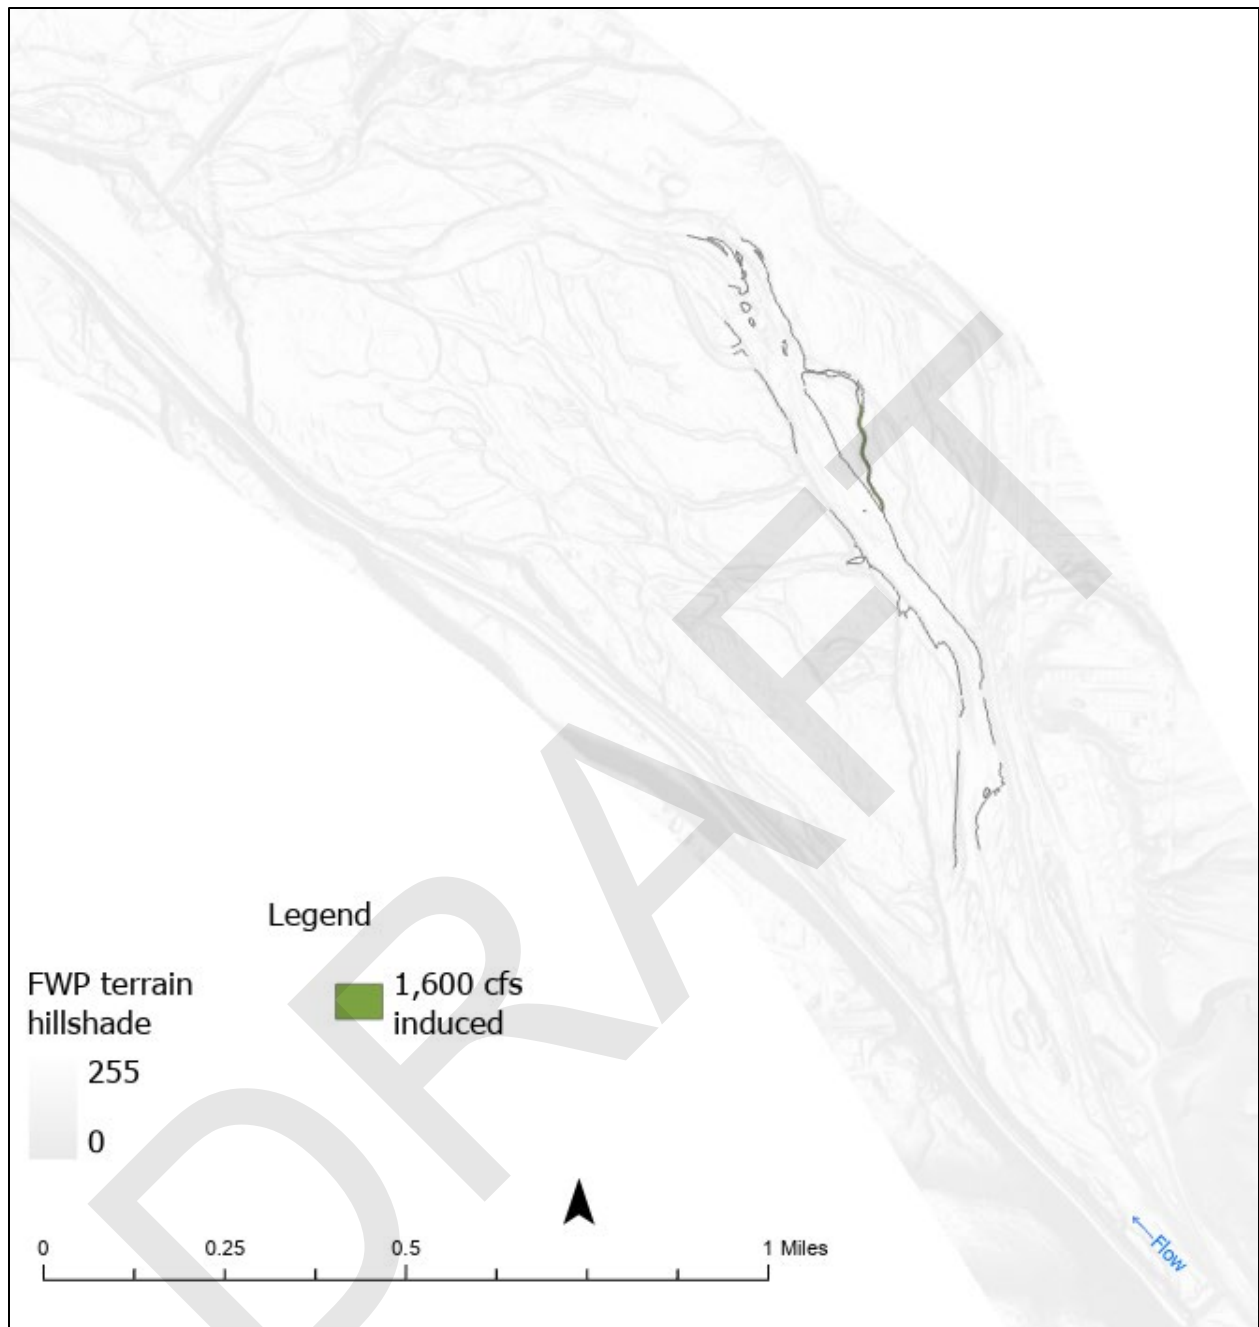 DRAFT
Legend
FWP terrain
hillshade
255
0
1,600 cfs
induced
0 0.25 0.5 1 Miles
←Flow